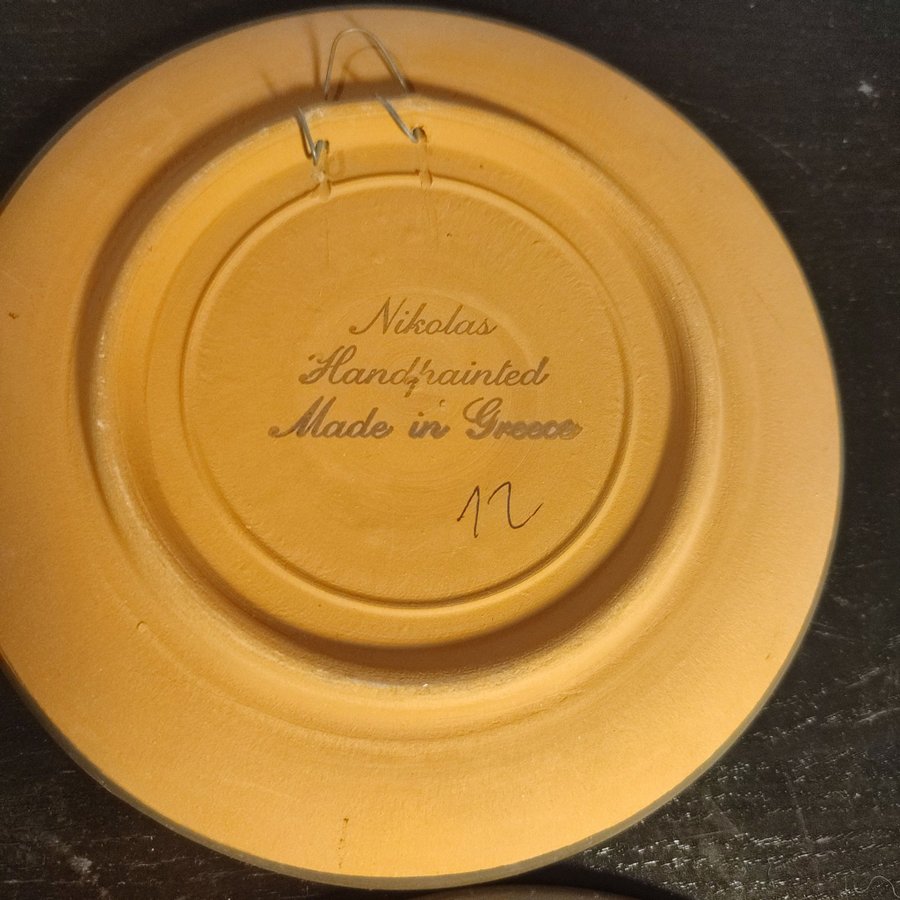 Nikolas
Handpainted
Made in Greece
12